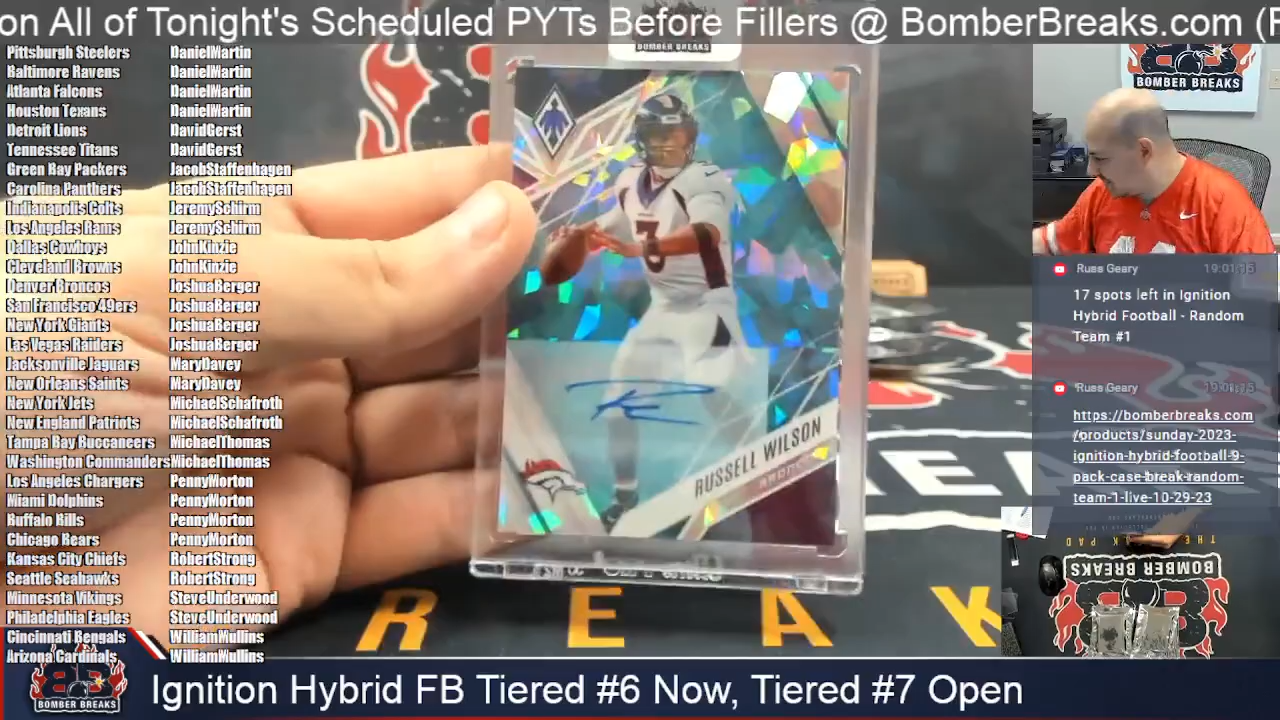 on All of Tonight's Scheduled PYTs Before Fillers @ BomberBreaks.com (F
Pittsburgh Steelers DanielMartin
Baltimore Ravens DanielMartin
Atlanta Falcons DanielMartin
Houston Texans DanielMartin
Detroit Lions DavidGerst
Tennessee Titans DavidGerst
Green Bay Packers JacobStaffenhagen
Carolina Panthers JacobStaffenhagen
Indianapolis Colts JeremySchirm
Los Angeles Rams JeremySchirm
Dallas Cowboys JohnKinzie
Cleveland Browns JohnKinzie
Denver Broncos JoshuaBerger
San Francisco 49ers JoshuaBerger
New York Giants JoshuaBerger
Las Vegas Raiders JoshuaBerger
Jacksonville Jaguars MaryDavey
New Orleans Saints MaryDavey
New York Jets MichaelSchafroth
New England Patriots MichaelSchafroth
Tampa Bay Buccaneers MichaelThomas
Washington Commanders MichaelThomas
Los Angeles Chargers PennyMorton
Miami Dolphins PennyMorton
Buffalo Bills PennyMorton
Chicago Bears PennyMorton
Kansas City Chiefs RobertStrong
Seattle Seahawks RobertStrong
Minnesota Vikings SteveUnderwood
Philadelphia Eagles SteveUnderwood
Cincinnati Bengals WilliamMullins
Arizona Cardinals WilliamMullins
BOMBER BREAKS
3
RUSSELL WILSON
BREAK
BOMBER BREAKS
Russ Geary 19:01:15
17 spots left in Ignition
Hybrid Football - Random
Team #1
Russ Geary 19:01:15
https://bomberbreaks.com
/products/sunday-2023-
ignition-hybrid-football-9-
pack-case-break-random-
team-1-live-10-29-23
BOMBER BREAKS
BOMBER BREAKS
Ignition Hybrid FB Tiered #6 Now, Tiered #7 Open